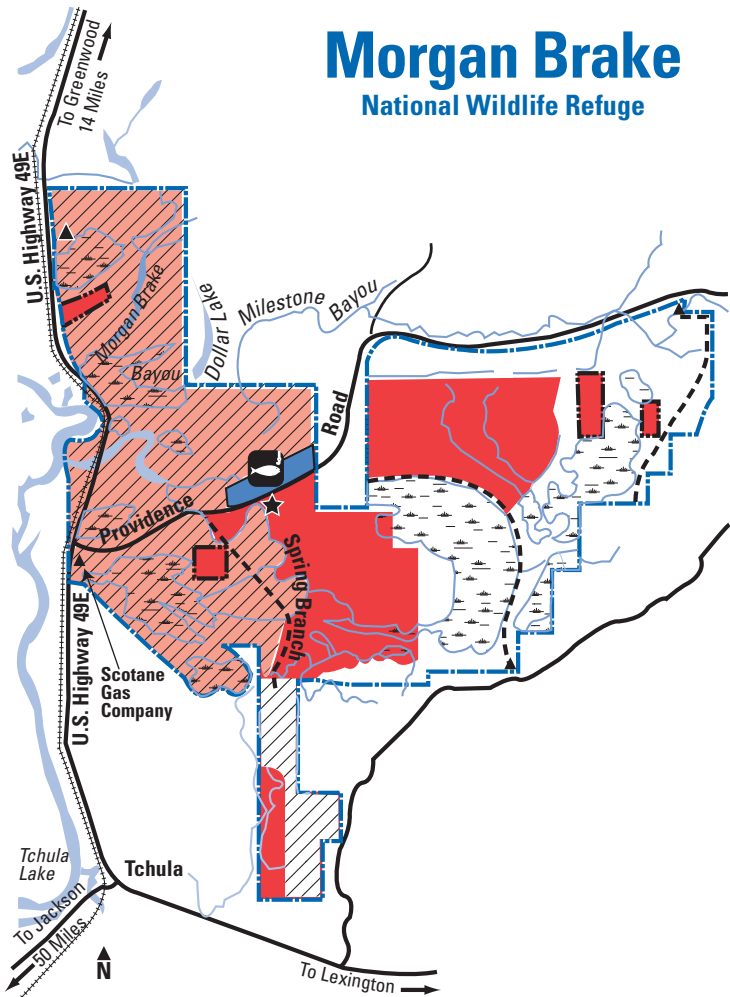 Morgan Brake
National Wildlife Refuge
To Greenwood
14 Miles
U.S. Highway 49E
Morgan Brake
Bayou
Dollar Lake
Milestone Bayou
Road
Providence
Spring Branch
U.S. Highway 49E
Scotane
Gas
Company
Tchula
Lake
Tchula
To Jackson
50 Miles
N
To Lexington